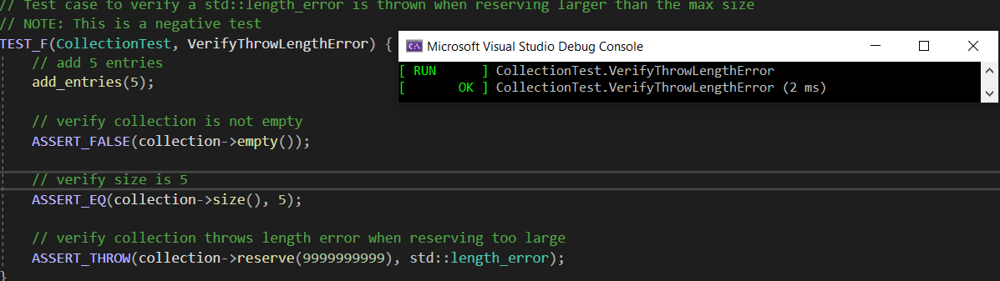 // Test case to verify a std::length_error is thrown when reserving larger than the max size
// NOTE: This is a negative test
TEST_F(CollectionTest, VerifyThrowLengthError) {
// add 5 entries
add_entries(5);
// verify collection is not empty
ASSERT_FALSE(collection->empty());
// verify size is 5
ASSERT_EQ(collection->size(), 5);
// verify collection throws length error when reserving too large
ASSERT_THROW(collection->reserve(9999999999), std::length_error);
}
Microsoft Visual Studio Debug Console
[ RUN      ] CollectionTest.VerifyThrowLengthError
[       OK ] CollectionTest.VerifyThrowLengthError (2 ms)